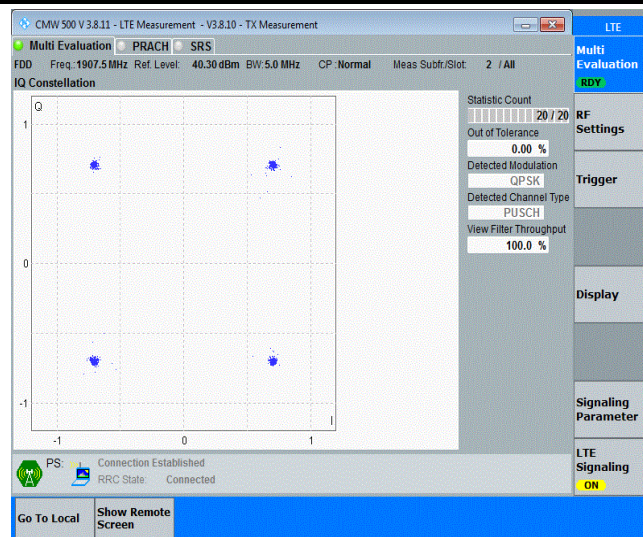 CMW 500 V 3.8.11 - LTE Measurement - V3.8.10 - TX Measurement
LTE
Multi Evaluation PRACH SRS
Multi
Evaluation
RDY
FDD Freq.:1907.5 MHz Ref. Level: 40.30 dBm BW:5.0 MHz CP :Normal Meas Subfr./Slot: 2 / All
IQ Constellation
Statistic Count
20 / 20
Out of Tolerance
0.00 %
Detected Modulation
QPSK
Detected Channel Type
PUSCH
View Filter Throughput
100.0 %
Q
1
0
-1
I
-1 0 1
RF
Settings
Trigger
Display
Signaling
Parameter
LTE
Signaling
ON
PS: Connection Established
RRC State: Connected
Go To Local
Show Remote
Screen